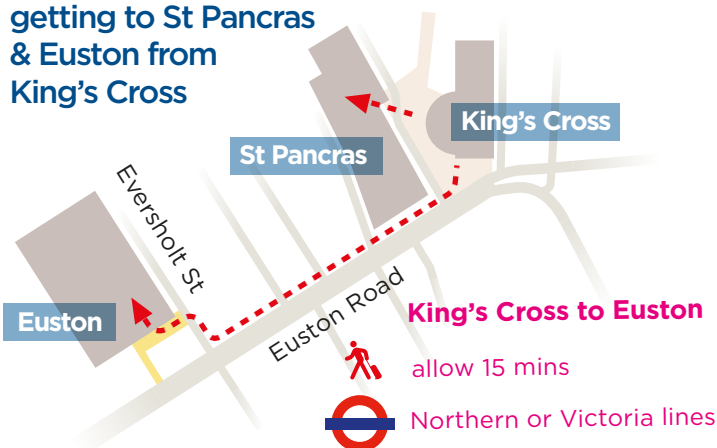 getting to St Pancras
& Euston from
King's Cross
King's Cross
St Pancras
Eversholt St
Euston
Euston Road
King's Cross to Euston
allow 15 mins
Northern or Victoria lines